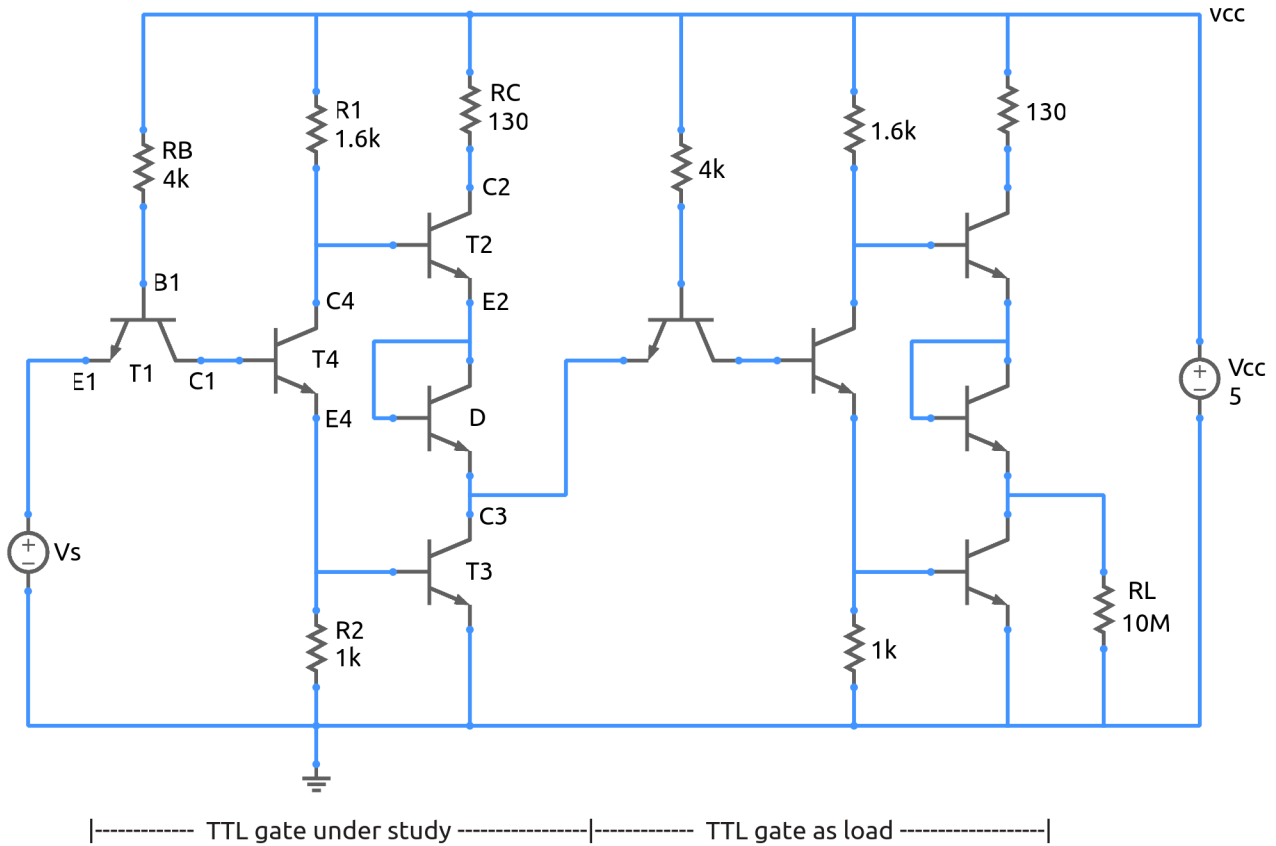 vcc
RB
4k
R1
1.6k
RC
130
C2
T2
E2
B1
C4
T1
E1
C1
T4
E4
D
C3
T3
R2
1k
Vs
+
−
4k
1.6k
130
1k
RL
10M
Vcc
5
+
−
|------------- TTL gate under study -----------------|------------- TTL gate as load -------------------|